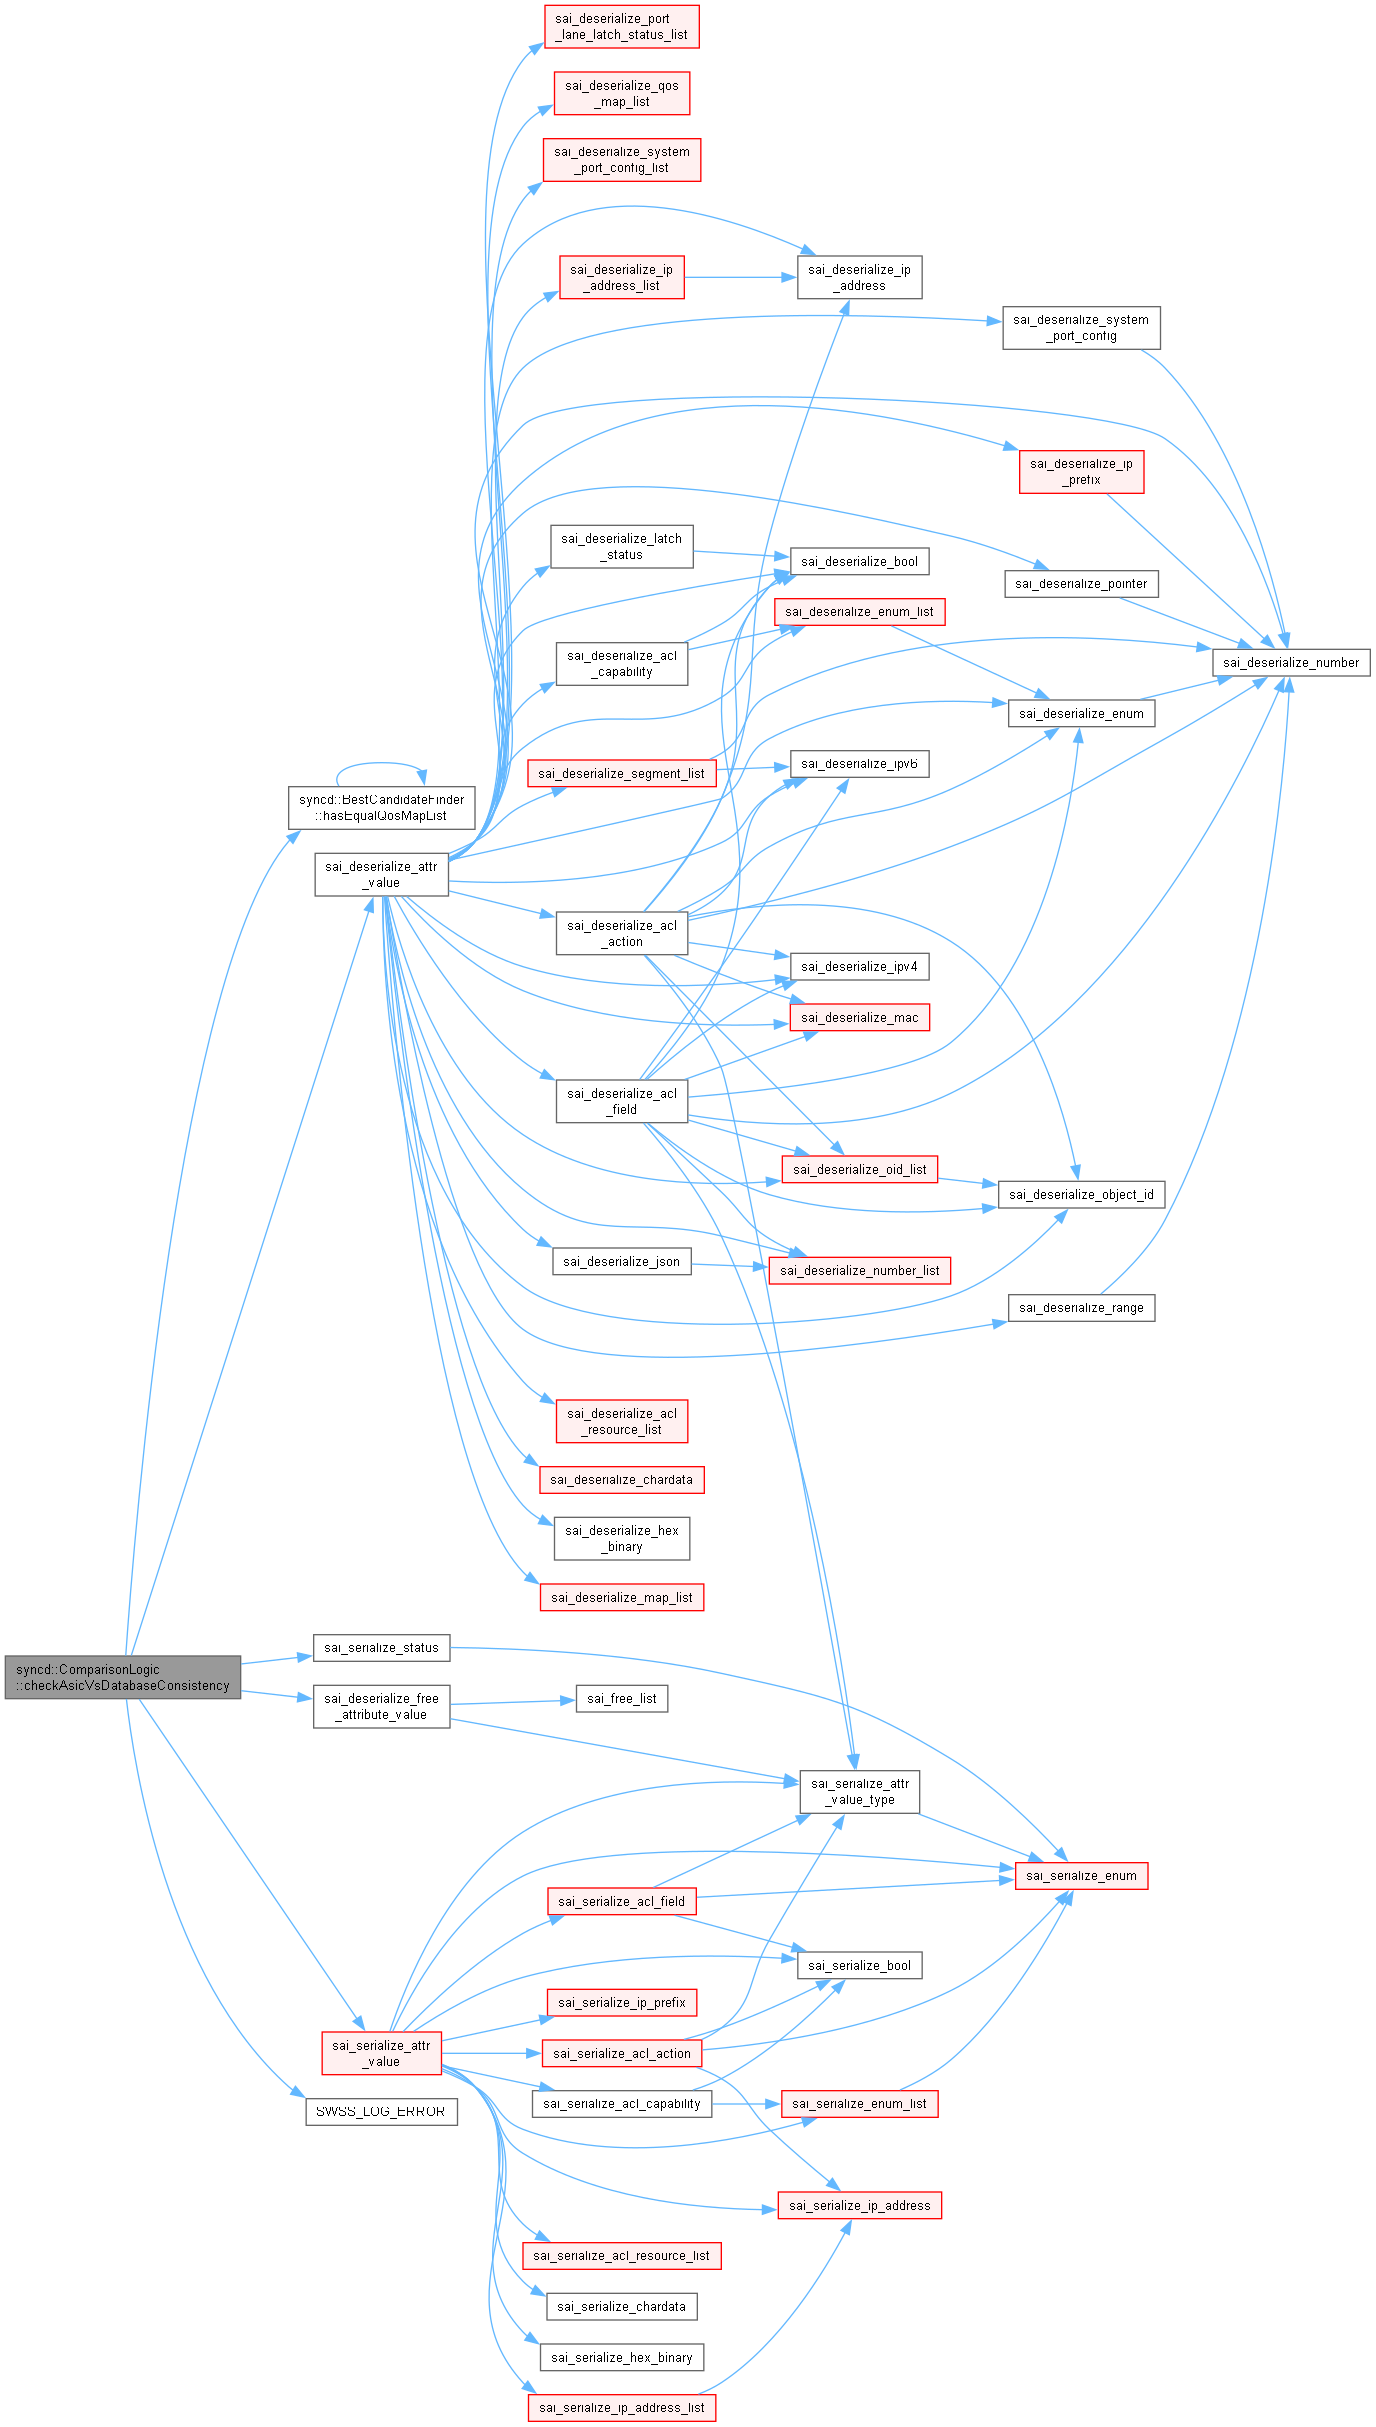 sai_deserialize_port
_lane_latch_status_list
sai_deserialize_qos
_map_list
sai_deserialize_system
_port_config_list
sai_deserialize_ip
_address_list
sai_deserialize_ip
_address
sai_deserialize_system
_port_config
sai_deserialize_ip
_prefix
sai_deserialize_latch
_status
sai_deserialize_bool
sai_deserialize_pointer
sai_deserialize_enum_list
sai_deserialize_acl
_capability
sai_deserialize_number
sai_deserialize_enum
sai_deserialize_segment_list
sai_deserialize_ipv6
syncd::BestCandidateFinder
::hasEqualQosMapList
sai_deserialize_attr
_value
sai_deserialize_acl
_action
sai_deserialize_ipv4
sai_deserialize_mac
sai_deserialize_acl
_field
sai_deserialize_oid_list
sai_deserialize_object_id
sai_deserialize_json
sai_deserialize_number_list
sai_deserialize_range
sai_deserialize_acl
_resource_list
sai_deserialize_chardata
sai_deserialize_hex
_binary
sai_deserialize_map_list
sai_serialize_status
syncd::ComparisonLogic
::checkAsicVsDatabaseConsistency
sai_deserialize_free
_attribute_value
sai_free_list
sai_serialize_attr
_value_type
sai_serialize_enum
sai_serialize_acl_field
sai_serialize_bool
sai_serialize_ip_prefix
sai_serialize_attr
_value
sai_serialize_acl_action
sai_serialize_acl_capability
sai_serialize_enum_list
SWSS_LOG_ERROR
sai_serialize_ip_address
sai_serialize_acl_resource_list
sai_serialize_chardata
sai_serialize_hex_binary
sai_serialize_ip_address_list